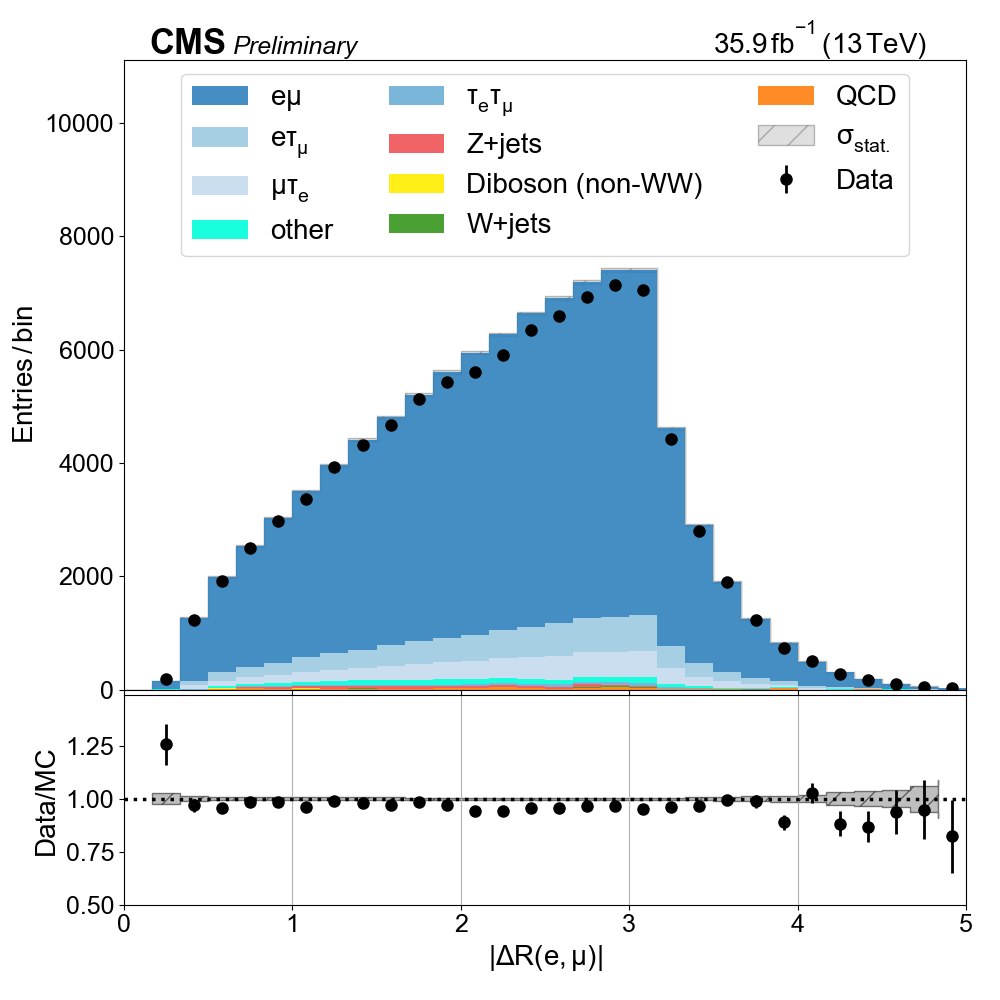 CMS Preliminary 35.9 fb⁻¹ (13 TeV)
10000
8000
6000
4000
2000
0
Entries / bin
eμ
eτμ
μτe
other
τeτμ
Z+jets
Diboson (non-WW)
W+jets
QCD
σstat.
Data
1.25
1.00
0.75
0.50
Data/MC
0 1 2 3 4 5
|ΔR(e, μ)|